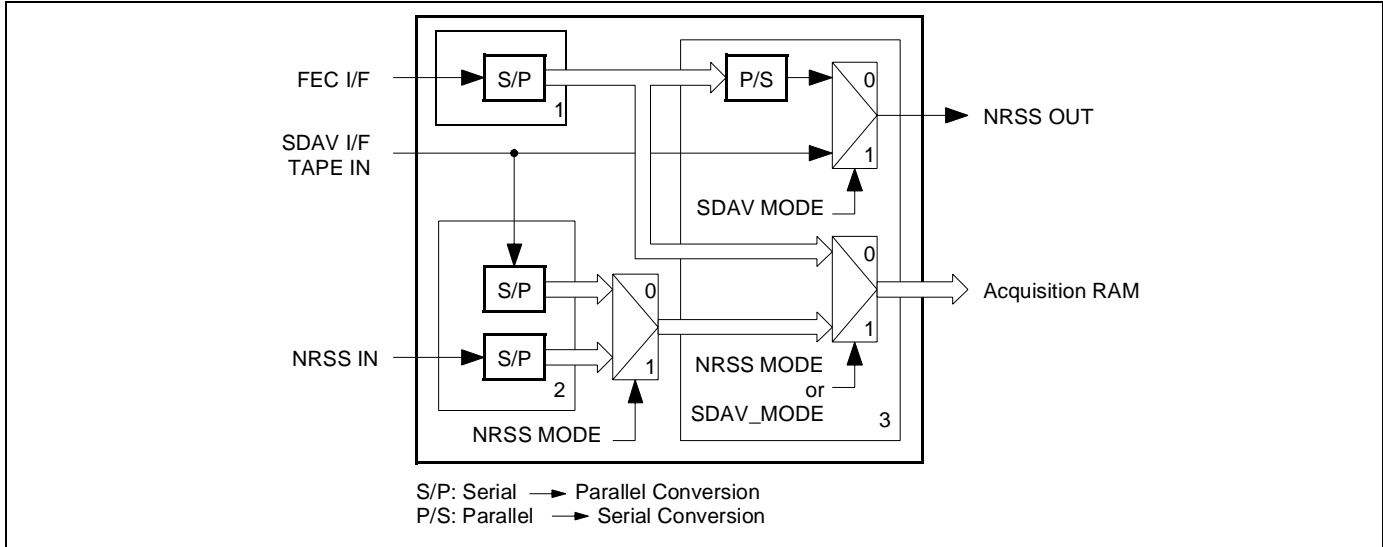 FEC I/F
S/P
1
P/S
0
1
NRSS OUT
SDAV I/F
TAPE IN
SDAV MODE
S/P
S/P
2
NRSS IN
0
1
NRSS MODE
0
1
Acquisition RAM
NRSS MODE
or
SDAV_MODE
3
S/P: Serial → Parallel Conversion
P/S: Parallel → Serial Conversion